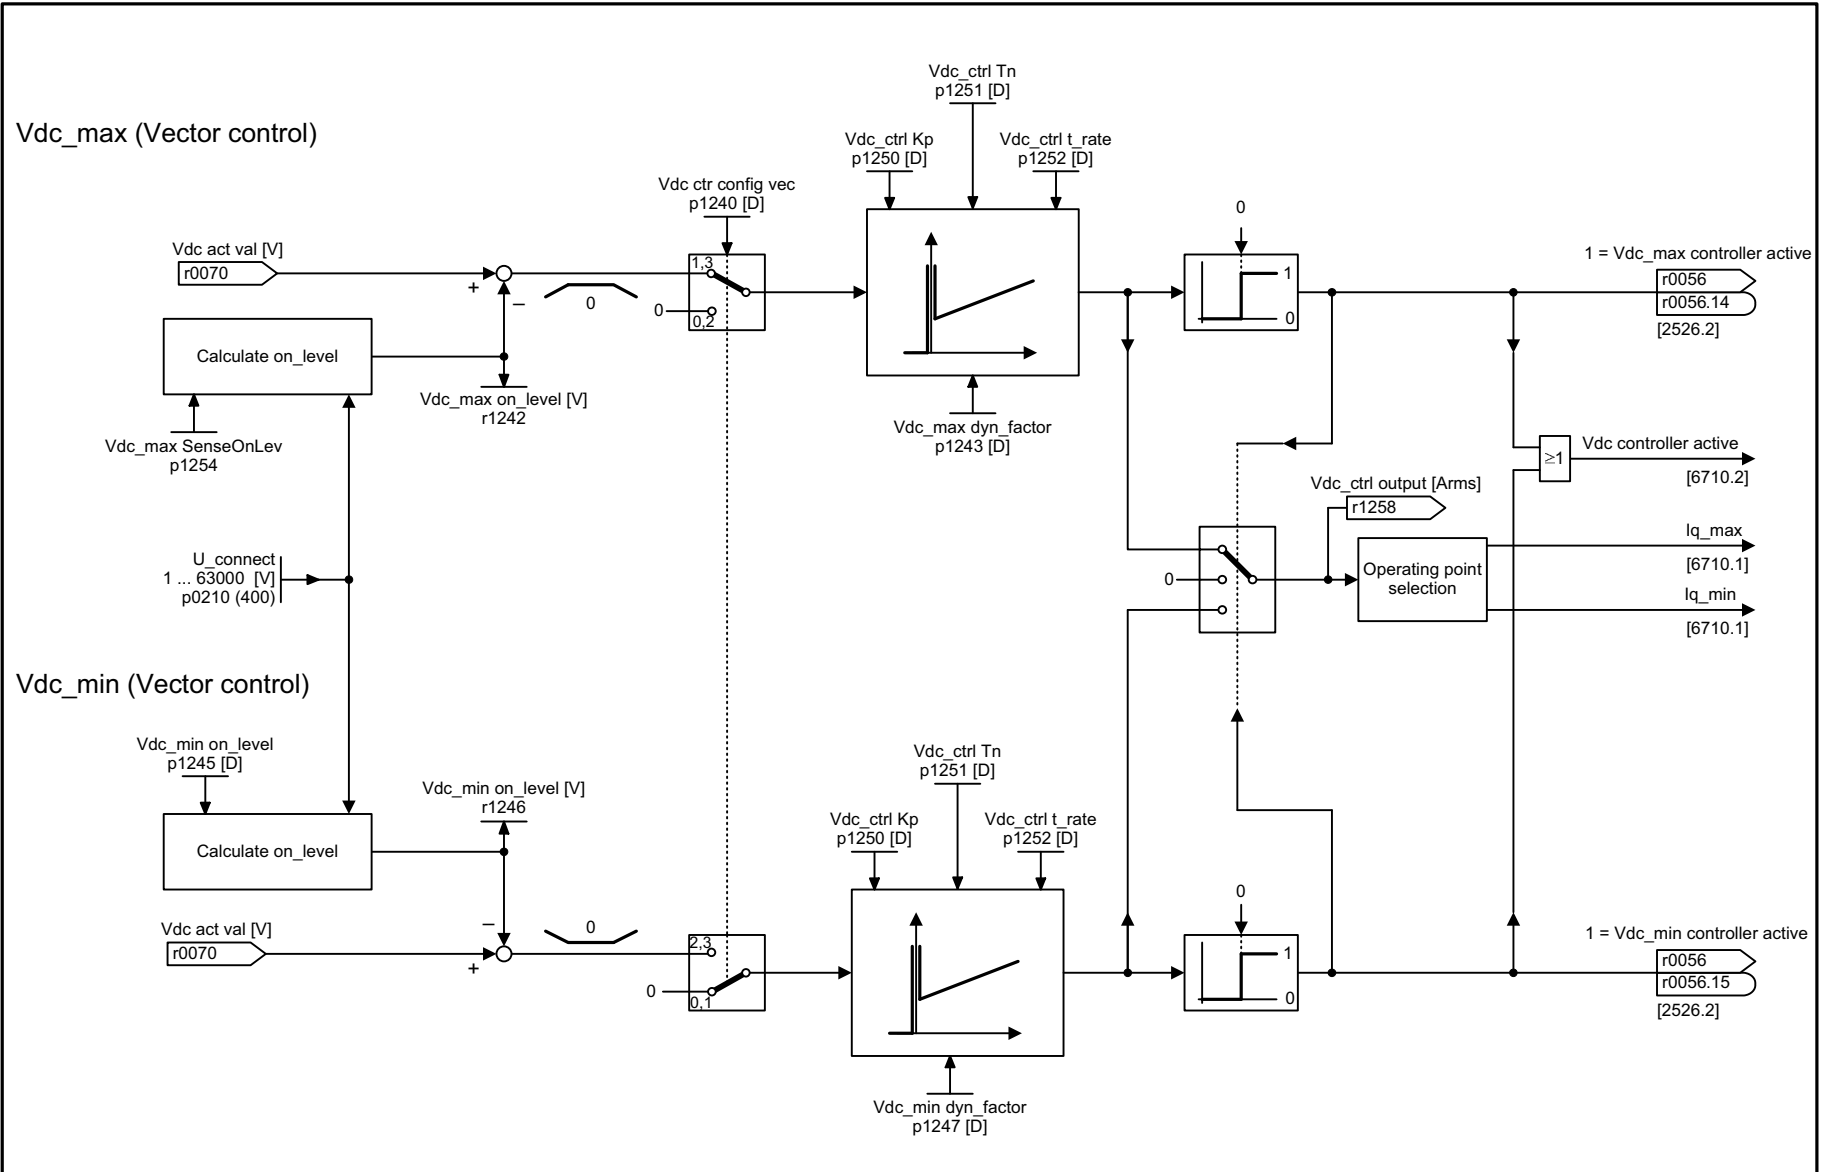 Vdc_max (Vector control)
Vdc_ctrl Tn
p1251 [D]
Vdc_ctrl Kp
p1250 [D]
Vdc_ctrl t_rate
p1252 [D]
Vdc ctr config vec
p1240 [D]
0
Vdc act val [V]
r0070
+
–
0
1,3
0
0,2
1
0
1 = Vdc_max controller active
r0056
r0056.14
[2526.2]
Calculate on_level
Vdc_max on_level [V]
r1242
Vdc_max SenseOnLev
p1254
Vdc_max dyn_factor
p1243 [D]
≥1
Vdc controller active
[6710.2]
Vdc_ctrl output [Arms]
r1258
U_connect
1 ... 63000 [V]
p0210 (400)
0
Operating point
selection
Iq_max
[6710.1]
Iq_min
[6710.1]
Vdc_min (Vector control)
Vdc_min on_level
p1245 [D]
Vdc_min on_level [V]
r1246
Vdc_ctrl Tn
p1251 [D]
Vdc_ctrl Kp
p1250 [D]
Vdc_ctrl t_rate
p1252 [D]
Calculate on_level
0
Vdc act val [V]
r0070
–
+
0
2,3
0
0,1
1
0
1 = Vdc_min controller active
r0056
r0056.15
[2526.2]
Vdc_min dyn_factor
p1247 [D]